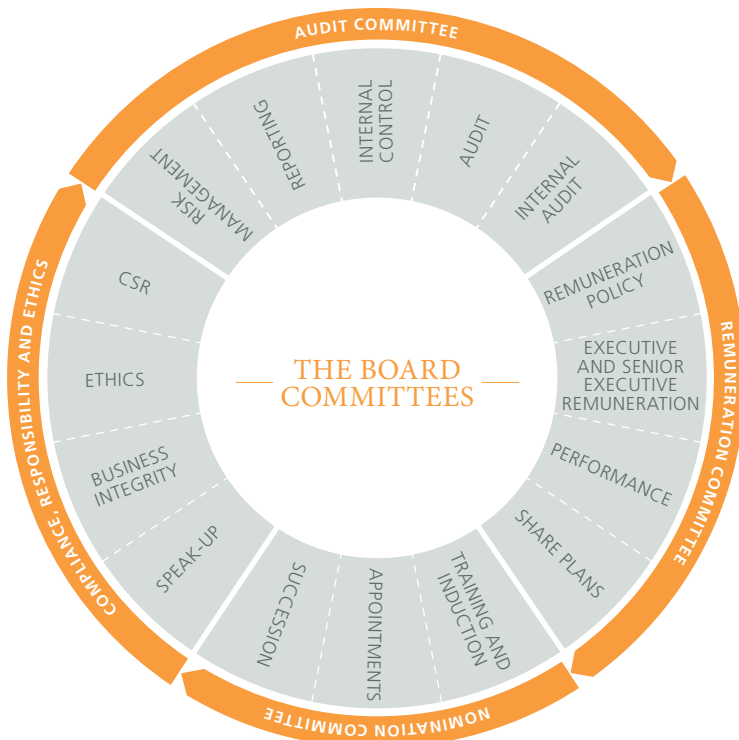 AUDIT COMMITTEE
RISK
MANAGEMENT
REPORTING
INTERNAL
CONTROL
AUDIT
INTERNAL
AUDIT
REMUNERATION COMMITTEE
REMUNERATION
POLICY
EXECUTIVE
AND SENIOR
EXECUTIVE
REMUNERATION
PERFORMANCE
SHARE PLANS
NOMINATION COMMITTEE
TRAINING AND
INDUCTION
APPOINTMENTS
SUCCESSION
COMPLIANCE, RESPONSIBILITY AND ETHICS
SPEAK-UP
BUSINESS
INTEGRITY
ETHICS
CSR
THE BOARD
COMMITTEES